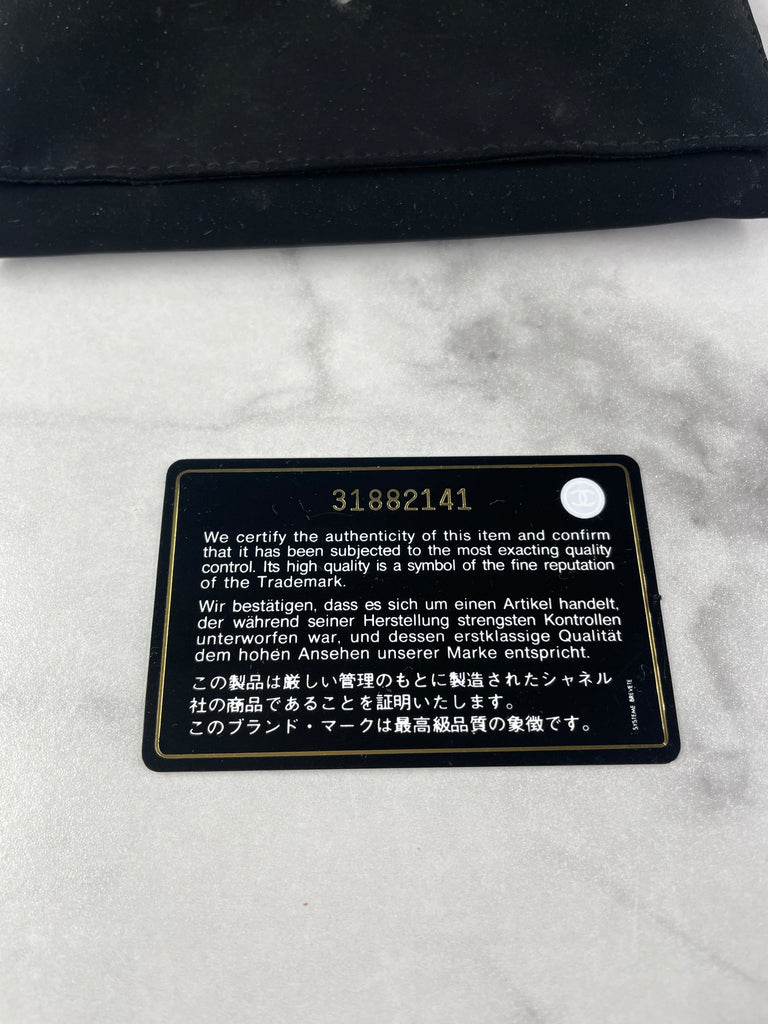 31882141
We certify the authenticity of this item and confirm
that it has been subjected to the most exacting quality
control. Its high quality is a symbol of the fine reputation
of the Trademark.
Wir bestätigen, dass es sich um einen Artikel handelt,
der während seiner Herstellung strengsten Kontrollen
unterworfen war, und dessen erstklassige Qualität
dem hohen Ansehen unserer Marke entspricht.
この製品は厳しい管理のもとに製造されたシャネル
社の商品であることを証明いたします。
このブランド・マークは最高級品質の象徴です。
SYSTEME BREVETE